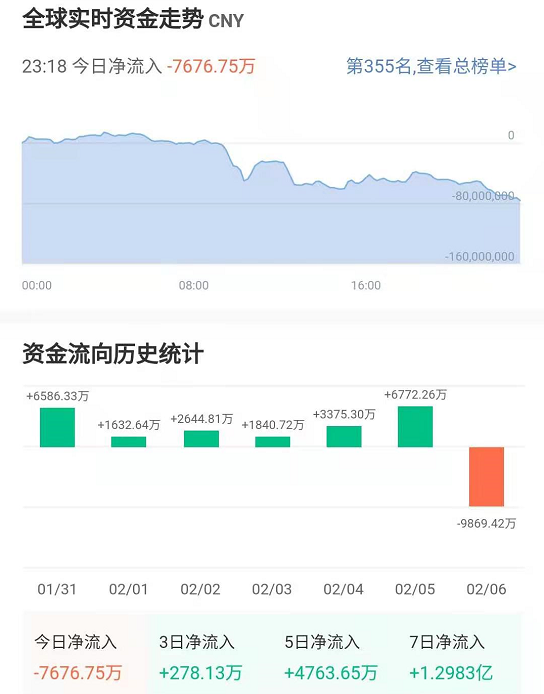 全球实时资金走势 CNY
23:18 今日净流入 -7676.75万 第355名,查看总榜单>
0
-80,000,000
-160,000,000
00:00 08:00 16:00
资金流向历史统计
+6586.33万 +1632.64万 +2644.81万 +1840.72万 +3375.30万 +6772.26万
-9869.42万
01/31 02/01 02/02 02/03 02/04 02/05 02/06
今日净流入 3日净流入 5日净流入 7日净流入
-7676.75万 +278.13万 +4763.65万 +1.2983亿